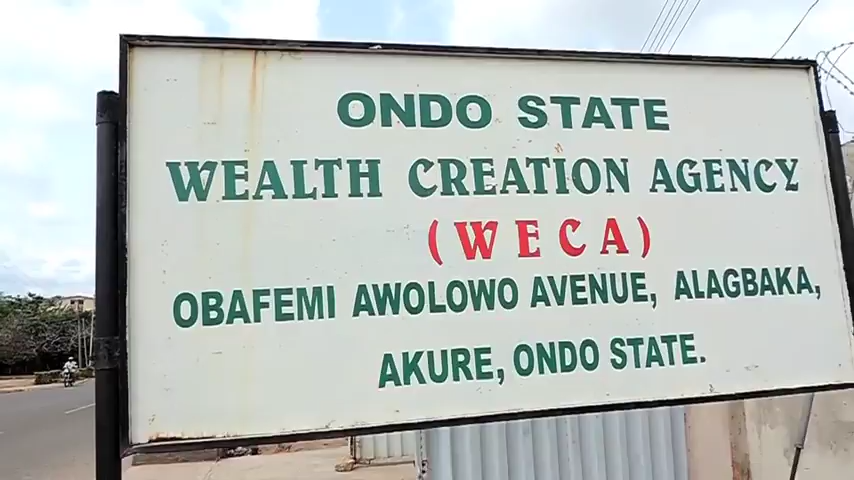 ONDO STATE
WEALTH CREATION AGENCY
(WECA)
OBAFEMI AWOLOWO AVENUE, ALAGBAKA,
AKURE, ONDO STATE.